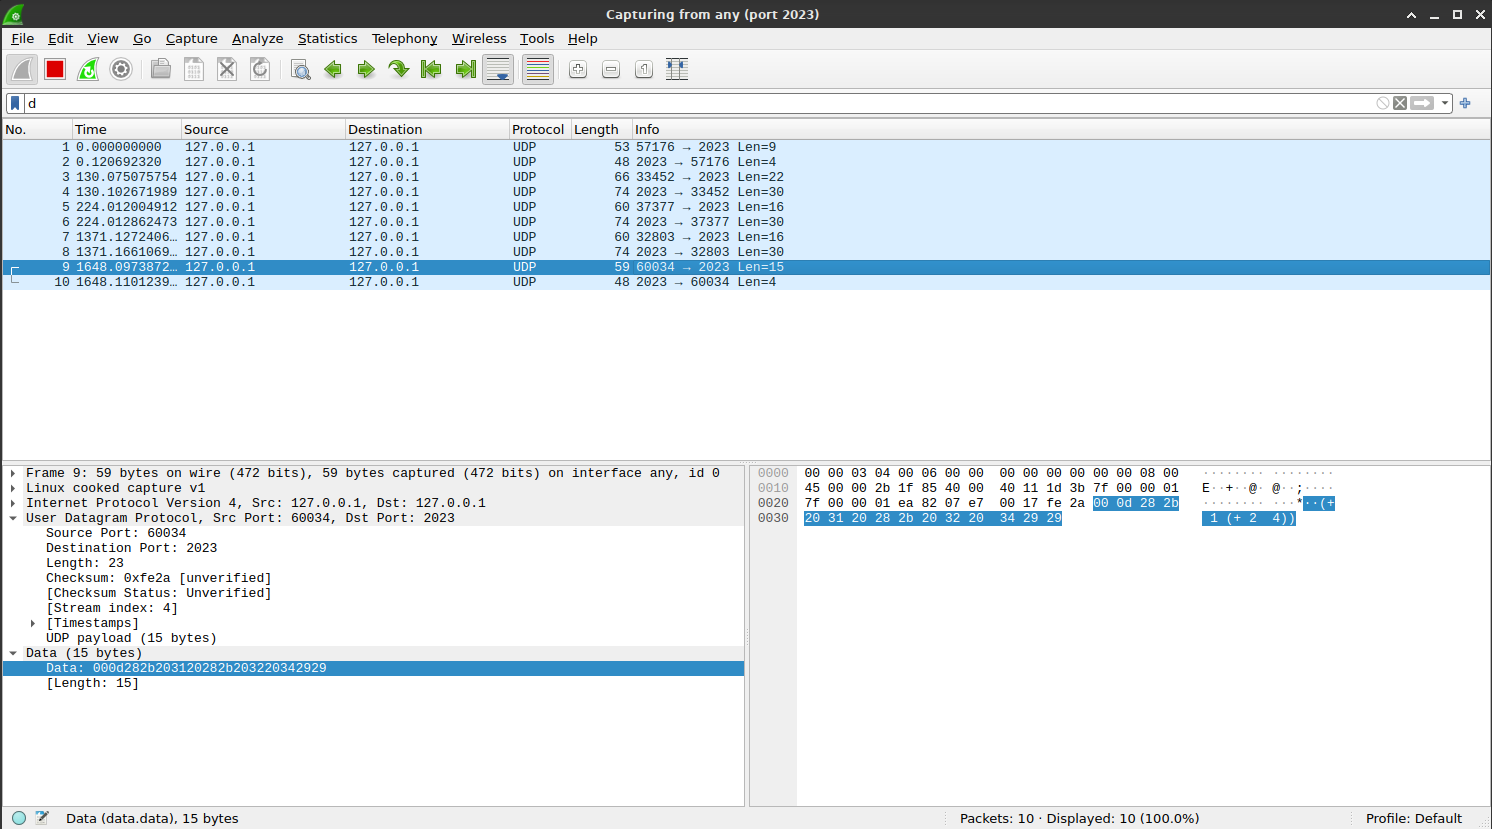 Capturing from any (port 2023)
File Edit View Go Capture Analyze Statistics Telephony Wireless Tools Help
d
No. Time Source Destination Protocol Length Info
1 0.000000000 127.0.0.1 127.0.0.1 UDP 53 57176 → 2023 Len=9
2 0.120692320 127.0.0.1 127.0.0.1 UDP 48 2023 → 57176 Len=4
3 130.075075754 127.0.0.1 127.0.0.1 UDP 66 33452 → 2023 Len=22
4 130.102671989 127.0.0.1 127.0.0.1 UDP 74 2023 → 33452 Len=30
5 224.012004912 127.0.0.1 127.0.0.1 UDP 60 37377 → 2023 Len=16
6 224.012862473 127.0.0.1 127.0.0.1 UDP 74 2023 → 37377 Len=30
7 1371.1272406… 127.0.0.1 127.0.0.1 UDP 60 32803 → 2023 Len=16
8 1371.1661069… 127.0.0.1 127.0.0.1 UDP 74 2023 → 32803 Len=30
9 1648.0973872… 127.0.0.1 127.0.0.1 UDP 59 60034 → 2023 Len=15
10 1648.1101239… 127.0.0.1 127.0.0.1 UDP 48 2023 → 60034 Len=4
Frame 9: 59 bytes on wire (472 bits), 59 bytes captured (472 bits) on interface any, id 0
Linux cooked capture v1
Internet Protocol Version 4, Src: 127.0.0.1, Dst: 127.0.0.1
User Datagram Protocol, Src Port: 60034, Dst Port: 2023
Source Port: 60034
Destination Port: 2023
Length: 23
Checksum: 0xfe2a [unverified]
[Checksum Status: Unverified]
[Stream index: 4]
[Timestamps]
UDP payload (15 bytes)
Data (15 bytes)
Data: 000d282b203120282b203220342929
[Length: 15]
0000 00 00 03 04 00 06 00 00 00 00 00 00 00 00 08 00 ········ ········
0010 45 00 00 2b 1f 85 40 00 40 11 1d 3b 7f 00 00 01 E··+··@· @··;····
0020 7f 00 00 01 ea 82 07 e7 00 17 fe 2a 00 0d 28 2b ········ ···*··(+
0030 20 31 20 28 2b 20 32 20 34 29 29 1 (+ 2 4))
Data (data.data), 15 bytes
Packets: 10 · Displayed: 10 (100.0%)
Profile: Default